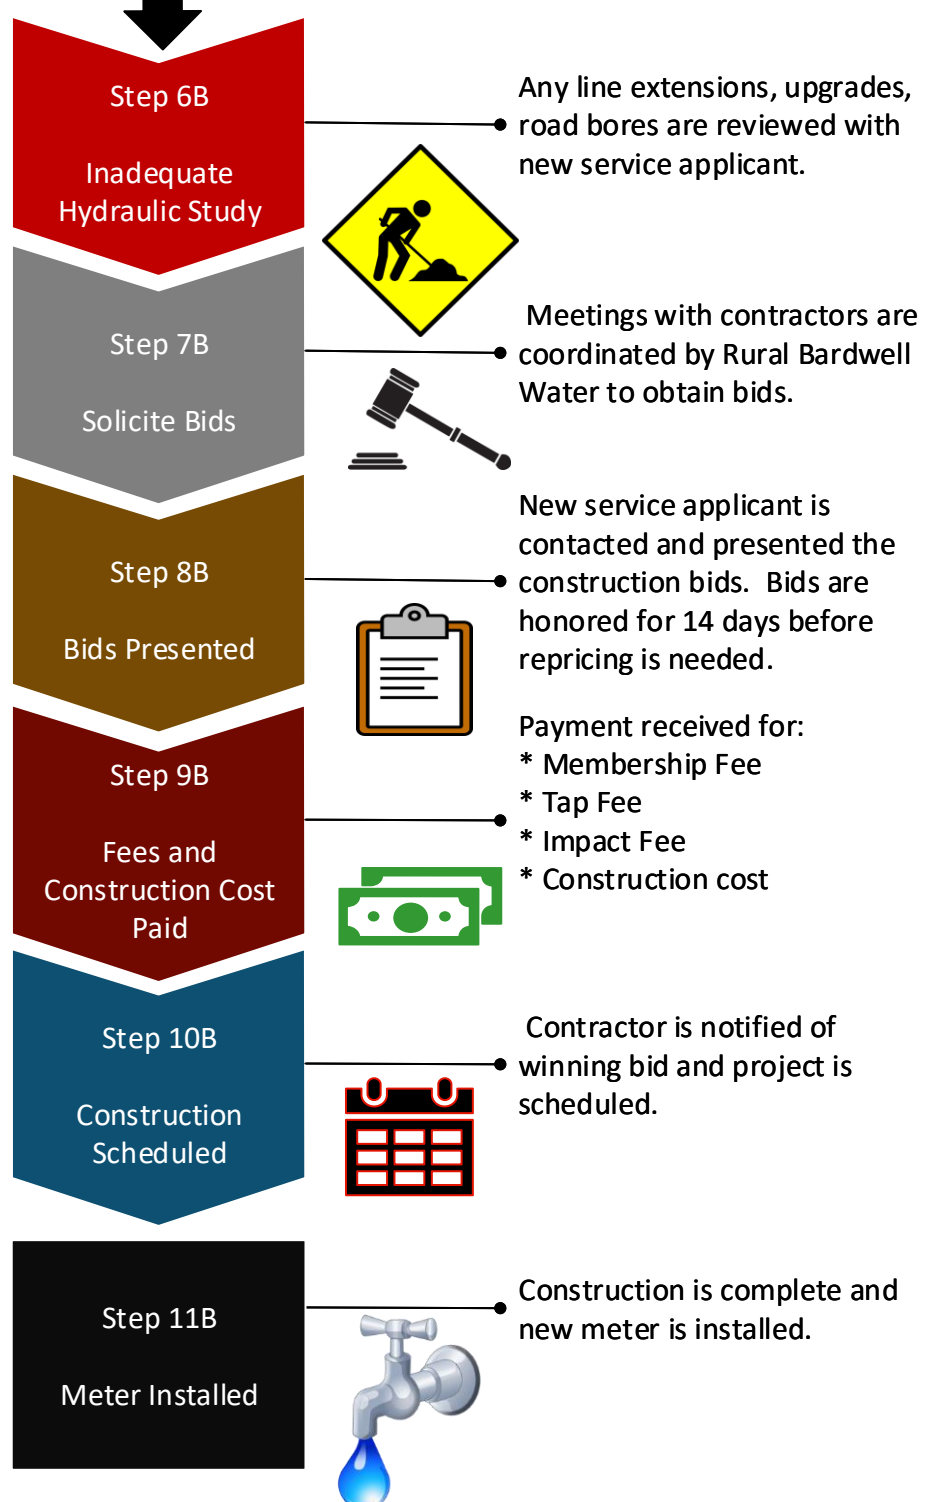 Step 6B
Inadequate
Hydraulic Study
Any line extensions, upgrades,
road bores are reviewed with
new service applicant.
Step 7B
Solicite Bids
Meetings with contractors are
coordinated by Rural Bardwell
Water to obtain bids.
Step 8B
Bids Presented
New service applicant is
contacted and presented the
construction bids.  Bids are
honored for 14 days before
repricing is needed.
Step 9B
Fees and
Construction Cost
Paid
Payment received for:
* Membership Fee
* Tap Fee
* Impact Fee
* Construction cost
Step 10B
Construction
Scheduled
Contractor is notified of
winning bid and project is
scheduled.
Step 11B
Meter Installed
Construction is complete and
new meter is installed.